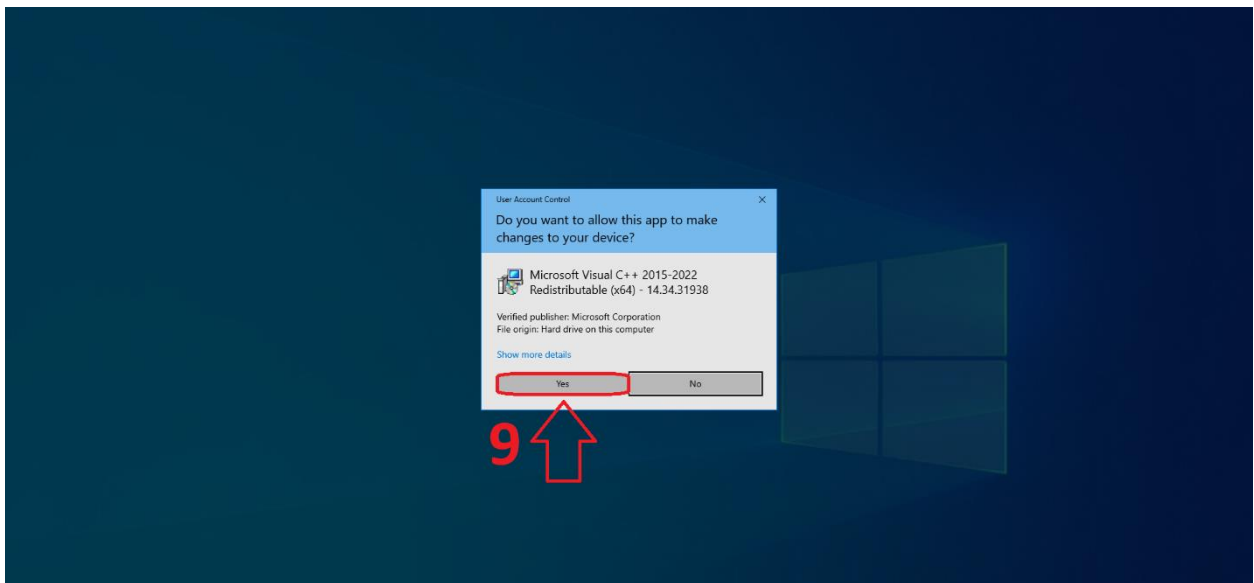 User Account Control
Do you want to allow this app to make
changes to your device?
Microsoft Visual C++ 2015-2022
Redistributable (x64) - 14.34.31938
Verified publisher: Microsoft Corporation
File origin: Hard drive on this computer
Show more details
Yes No
9